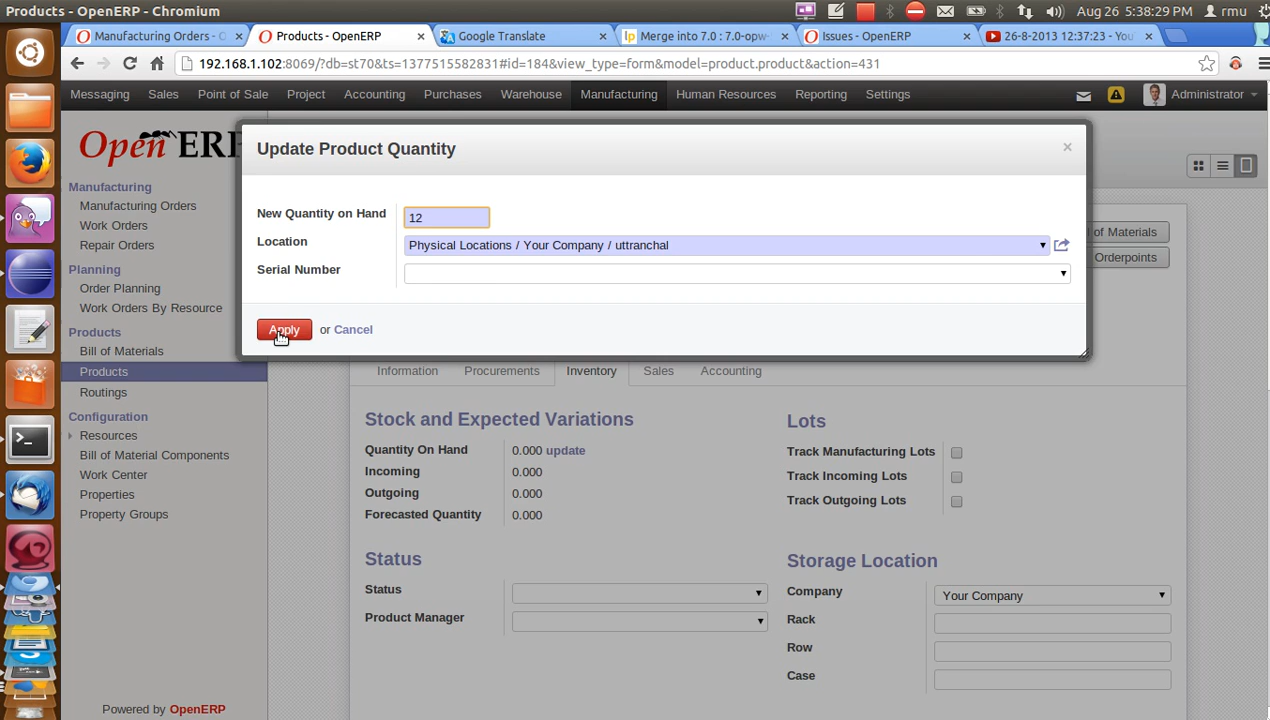 Products - OpenERP - Chromium
Aug 26 5:38:29 PM
rmu
Manufacturing Orders - O
Products - OpenERP
Google Translate
Merge into 7.0 : 7.0-opw-
Issues - OpenERP
26-8-2013 12:37:23 - You
192.168.1.102:8069/?db=st70&ts=1377515582831#id=184&view_type=form&model=product.product&action=431
Messaging Sales Point of Sale Project Accounting Purchases Warehouse Manufacturing Human Resources Reporting Settings Administrator
Open ERP
Manufacturing
Manufacturing Orders
Work Orders
Repair Orders
Planning
Order Planning
Work Orders By Resource
Products
Bill of Materials
Products
Routings
Configuration
Resources
Bill of Material Components
Work Center
Properties
Property Groups
Powered by OpenERP
Update Product Quantity
×
New Quantity on Hand 12
Location Physical Locations / Your Company / uttranchal
Serial Number
Apply or Cancel
l of Materials
Orderpoints
Information Procurements Inventory Sales Accounting
Stock and Expected Variations
Quantity On Hand 0.000 update
Incoming 0.000
Outgoing 0.000
Forecasted Quantity 0.000
Lots
Track Manufacturing Lots
Track Incoming Lots
Track Outgoing Lots
Status
Status
Product Manager
Storage Location
Company Your Company
Rack
Row
Case